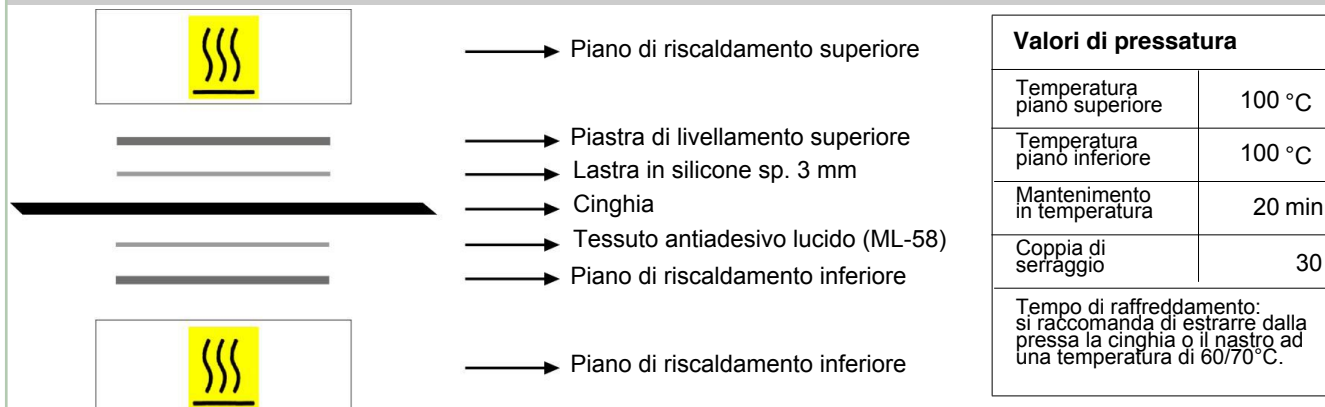 Piano di riscaldamento superiore
Piastra di livellamento superiore
Lastra in silicone sp. 3 mm
Cinghia
Tessuto antiadesivo lucido (ML-58)
Piano di riscaldamento inferiore
Piano di riscaldamento inferiore
Valori di pressatura
Temperatura
piano superiore
100 °C
Temperatura
piano inferiore
100 °C
Mantenimento
in temperatura
20 min
Coppia di
serraggio
30
Tempo di raffreddamento:
si raccomanda di estrarre dalla
pressa la cinghia o il nastro ad
una temperatura di 60/70°C.